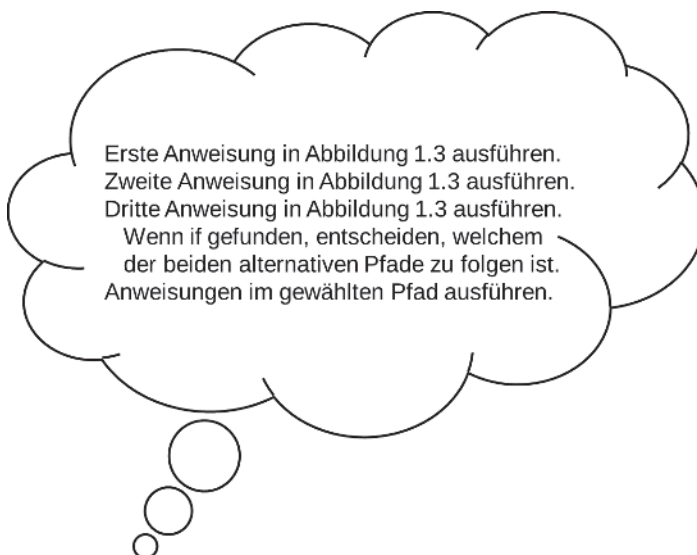 Erste Anweisung in Abbildung 1.3 ausführen.
Zweite Anweisung in Abbildung 1.3 ausführen.
Dritte Anweisung in Abbildung 1.3 ausführen.
Wenn if gefunden, entscheiden, welchem
der beiden alternativen Pfade zu folgen ist.
Anweisungen im gewählten Pfad ausführen.